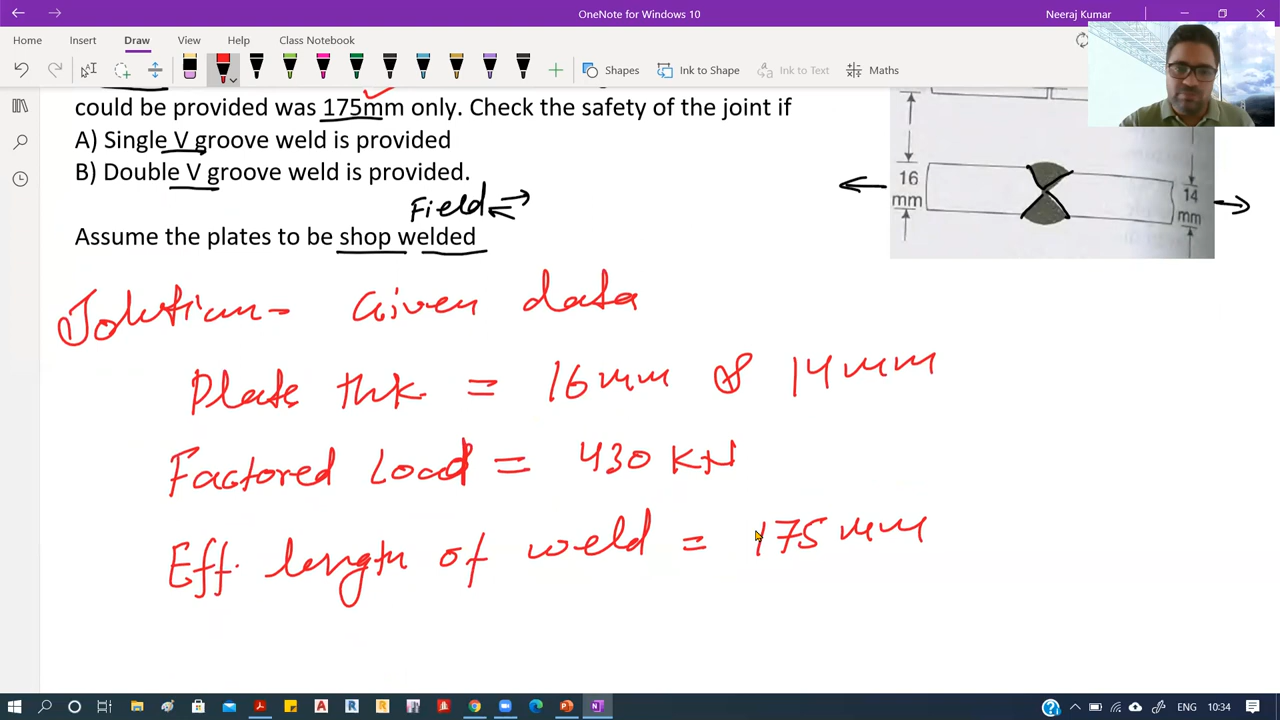 OneNote for Windows 10
Neeraj Kumar
Home Insert Draw View Help Class Notebook
Shapes Ink to Shape Ink to Text Maths
could be provided was 175mm only. Check the safety of the joint if
A) Single V groove weld is provided
B) Double V groove weld is provided.
Field
Assume the plates to be shop welded
16
mm
14
mm
Solution- Given data
Plate thk. = 16mm & 14mm
Factored Load = 430 KN
Eff. length of weld = 175 mm
ENG 10:34